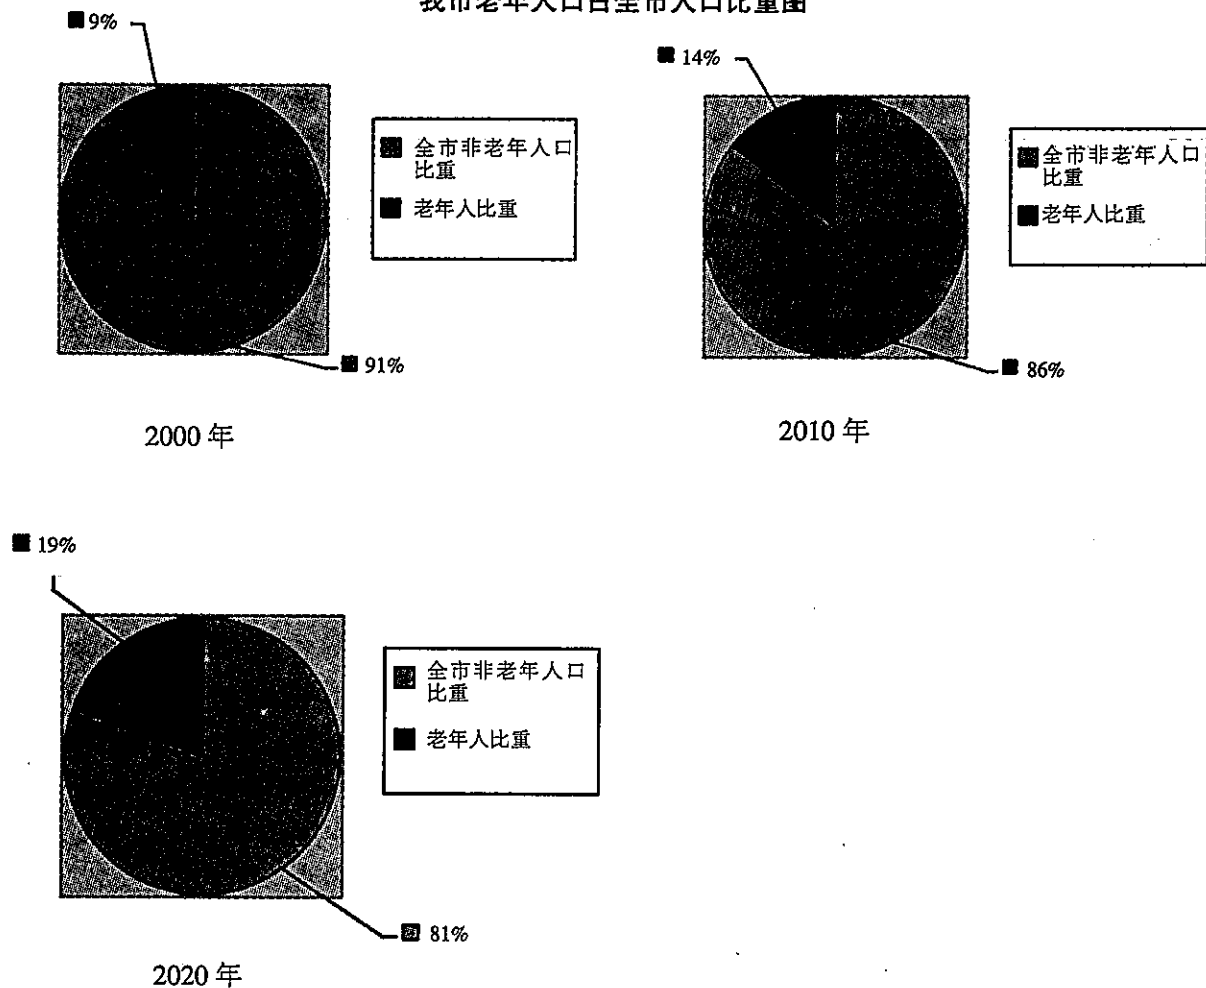 我市老年人口占全市人口比重图
9%
全市非老年人口
比重
老年人比重
91%
2000 年
14%
全市非老年人口
比重
老年人比重
86%
2010 年
19%
全市非老年人口
比重
老年人比重
81%
2020 年